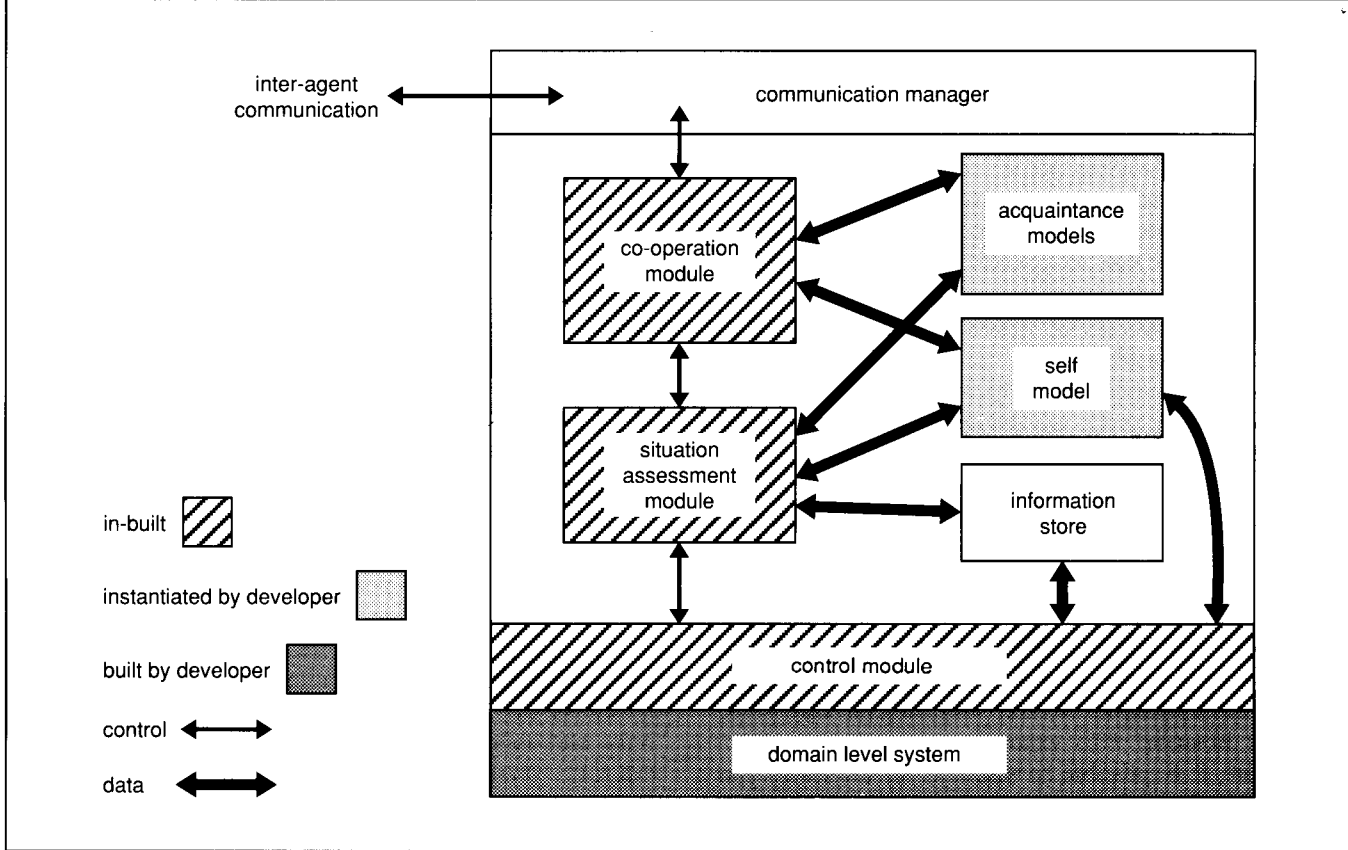 inter-agent
communication
communication manager
co-operation
module
acquaintance
models
self
model
situation
assessment
module
information
store
in-built
instantiated by developer
built by developer
control
data
control module
domain level system